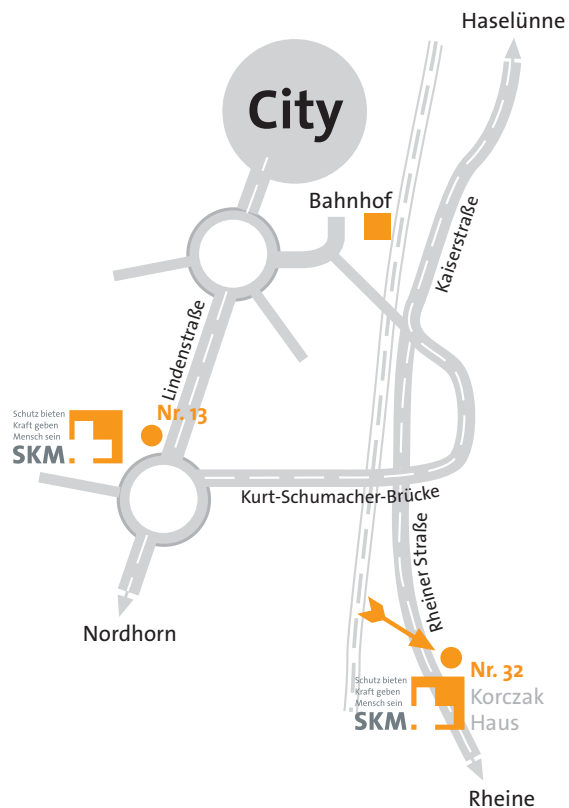 Haselünne
City
Bahnhof
Kaiserstraße
Lindenstraße
Nr. 13
Schutz bieten
Kraft geben
Mensch sein
SKM
Kurt-Schumacher-Brücke
Rheiner Straße
Nordhorn
Nr. 32
Schutz bieten
Kraft geben
Mensch sein
SKM
Korczak
Haus
Rheine